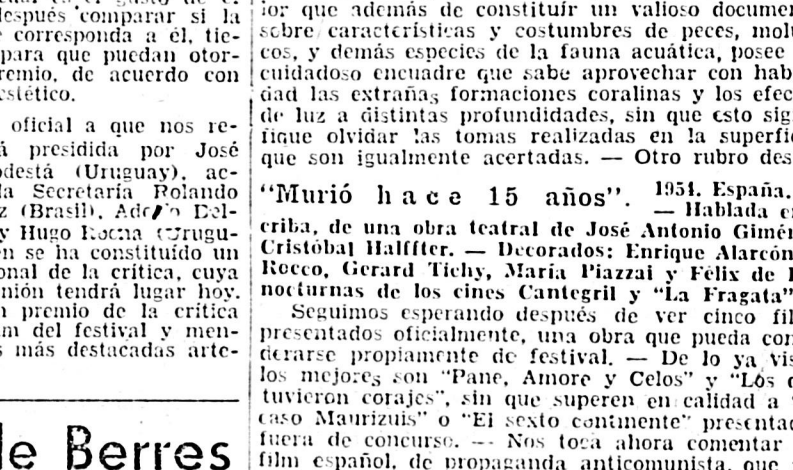 después comparar si la
corresponda a él, tie-
para que puedan otor-
remio, de acuerdo con
estético.
oficial a que nos re-
á presidida por José
odestá (Uruguay), ac-
la Secretaría Rolando
z (Brasil), Adolfo Del-
y Hugo Rocha (Urugu-
n se ha constituído un
onal de la crítica, cuya
nión tendrá lugar hoy.
n premio de la crítica
m del festival y men-
s más destacadas arte-
le Berres
ior que además de constituír un valioso documen
sobre características y costumbres de peces, molu
cos, y demás especies de la fauna acuática, posee
cuidadoso encuadre que sabe aprovechar con hab
dad las extrañas formaciones coralinas y los efec
de luz a distintas profundidades, sin que esto sig
fique olvidar las tomas realizadas en la superfic
que son igualmente acertadas. — Otro rubro des
"Murió hace 15 años". 1954. España.
— Hablada e
criba, de una obra teatral de José Antonio Gimér
Cristóbal Halffter. — Decorados: Enrique Alarcón
Rocco, Gerard Tichy, María Piazzai y Félix de
nocturnas de los cines Cantegril y "La Fragata"
Seguimos esperando después de ver cinco fil
presentados oficialmente, una obra que pueda con
derarse propiamente de festival. — De lo ya vis
los mejores son "Pane, Amore y Celos" y "Los q
tuvieron corajes", sin que superen en calidad a "
caso Maurizuis" o "El sexto continente" presentad
fuera de concurso. -- Nos toca ahora comentar
film español, de propaganda anticomunista, que